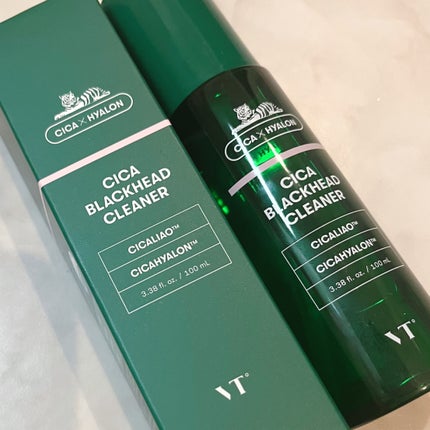 CICA × HYALON
CICA
BLACKHEAD
CLEANER
CICALIAO™
CICAHYALON™
3.38 fl. oz. / 100 mL
VT°
CICA × HYALON
CICA
BLACKHEAD
CLEANER
CICALIAO™
CICAHYALON™
3.38 fl. oz. / 100 mL
VT°